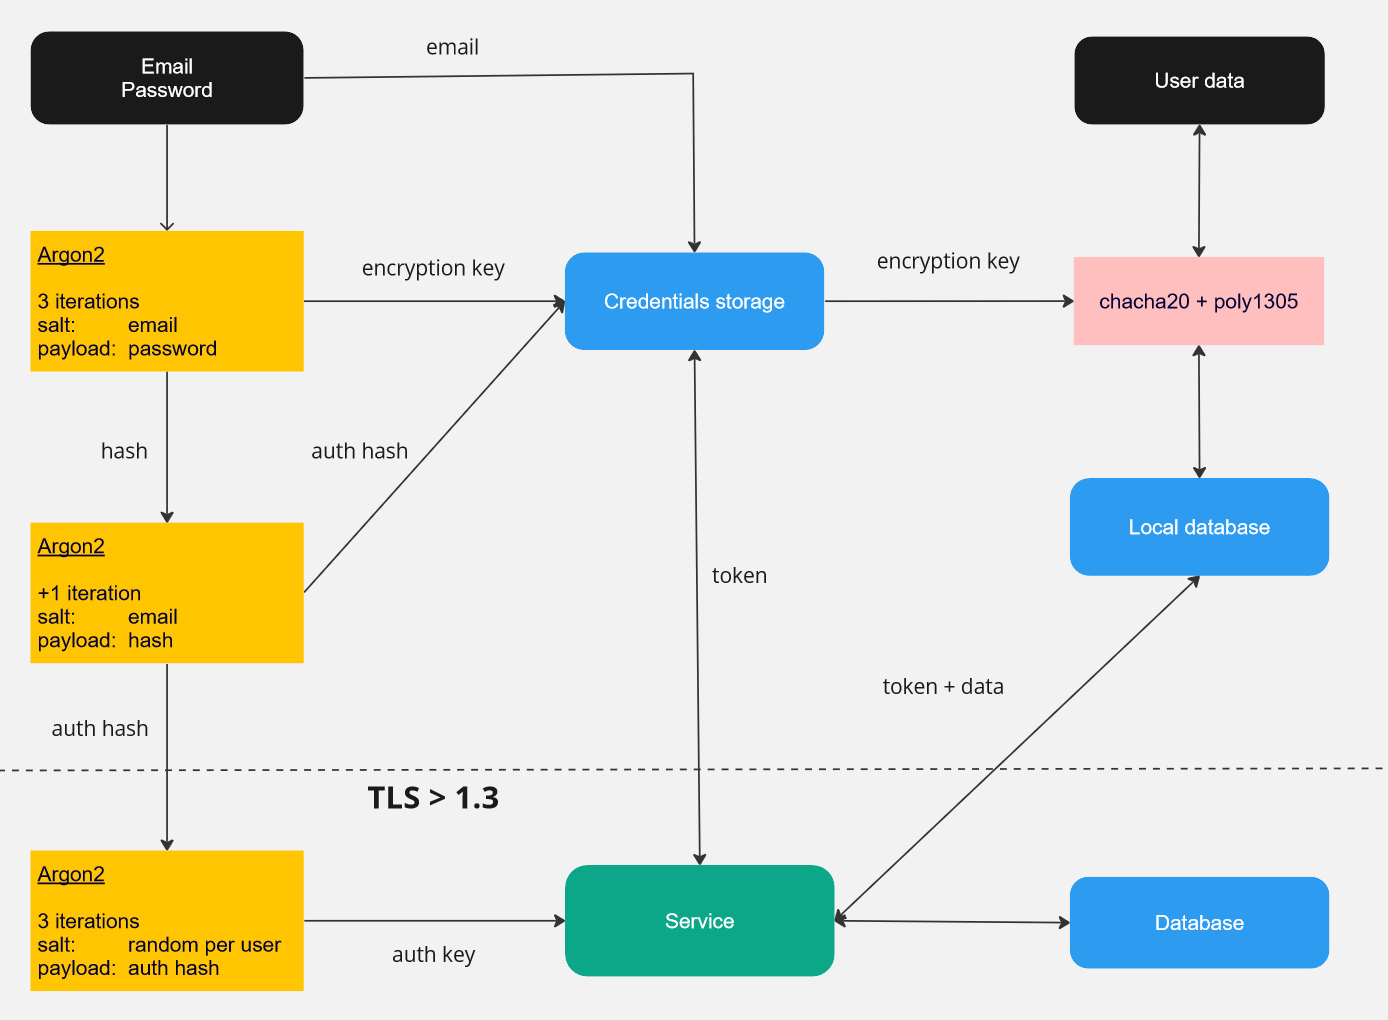 email
Email
Password
User data
Argon2
3 iterations
salt: email
payload: password
encryption key
Credentials storage
encryption key
chacha20 + poly1305
hash
auth hash
Argon2
+1 iteration
salt: email
payload: hash
token
Local database
token + data
auth hash
TLS > 1.3
Argon2
3 iterations
salt: random per user
payload: auth hash
auth key
Service
Database